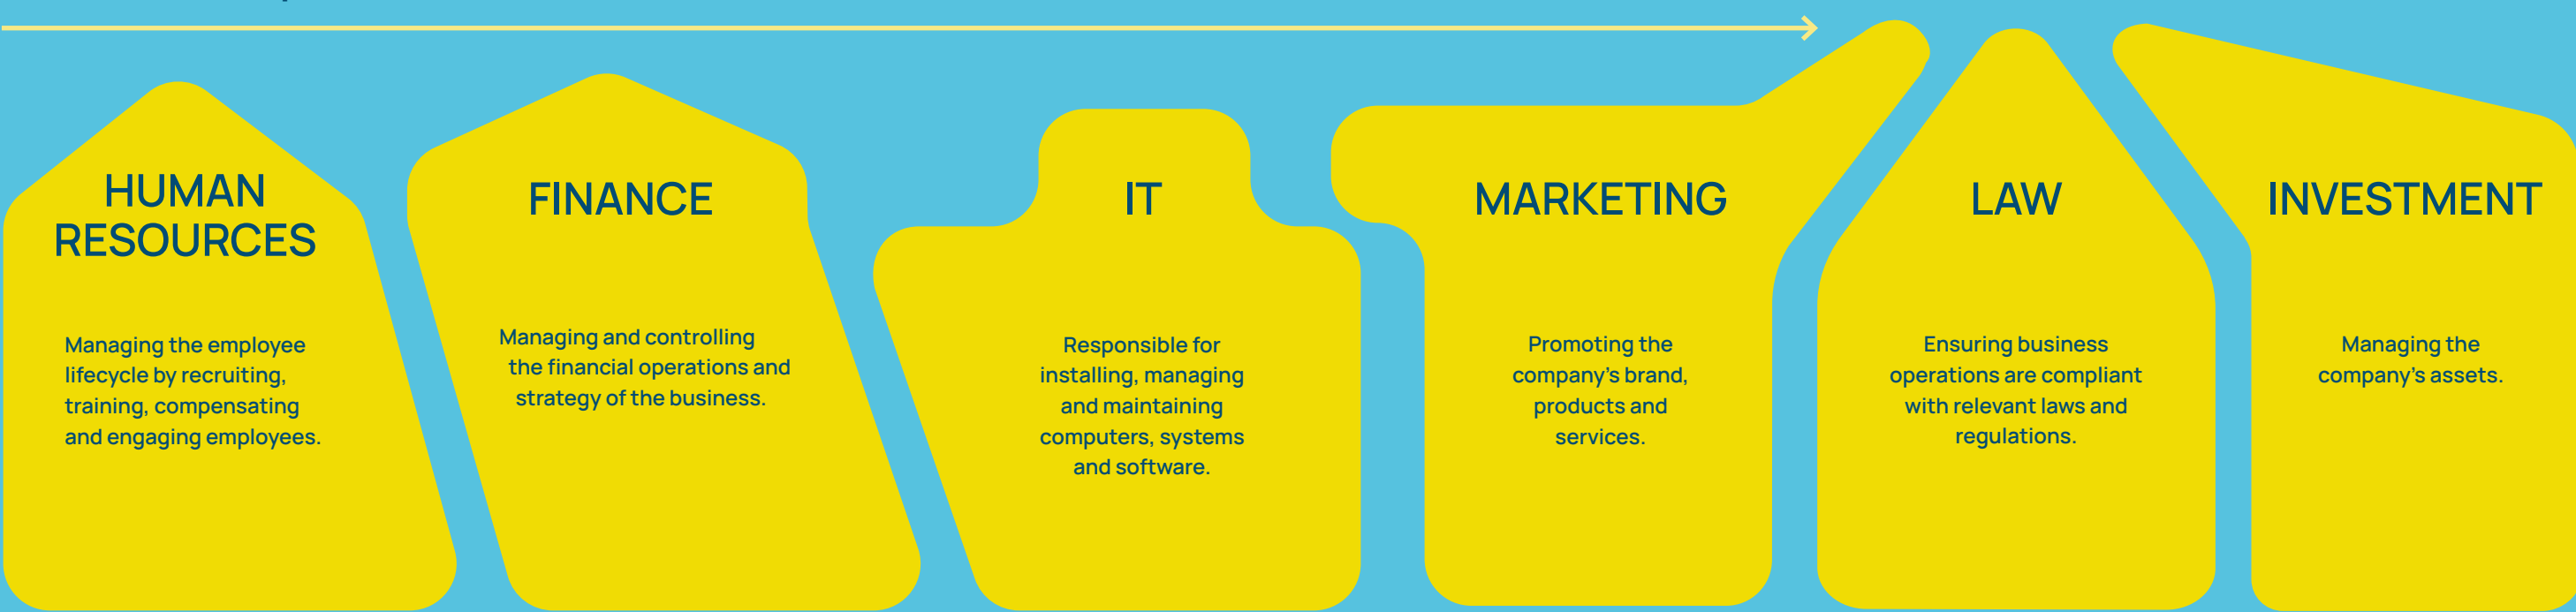 HUMAN
RESOURCES
Managing the employee
lifecycle by recruiting,
training, compensating
and engaging employees.
FINANCE
Managing and controlling
the financial operations and
strategy of the business.
IT
Responsible for
installing, managing
and maintaining
computers, systems
and software.
MARKETING
Promoting the
company’s brand,
products and
services.
LAW
Ensuring business
operations are compliant
with relevant laws and
regulations.
INVESTMENT
Managing the
company’s assets.